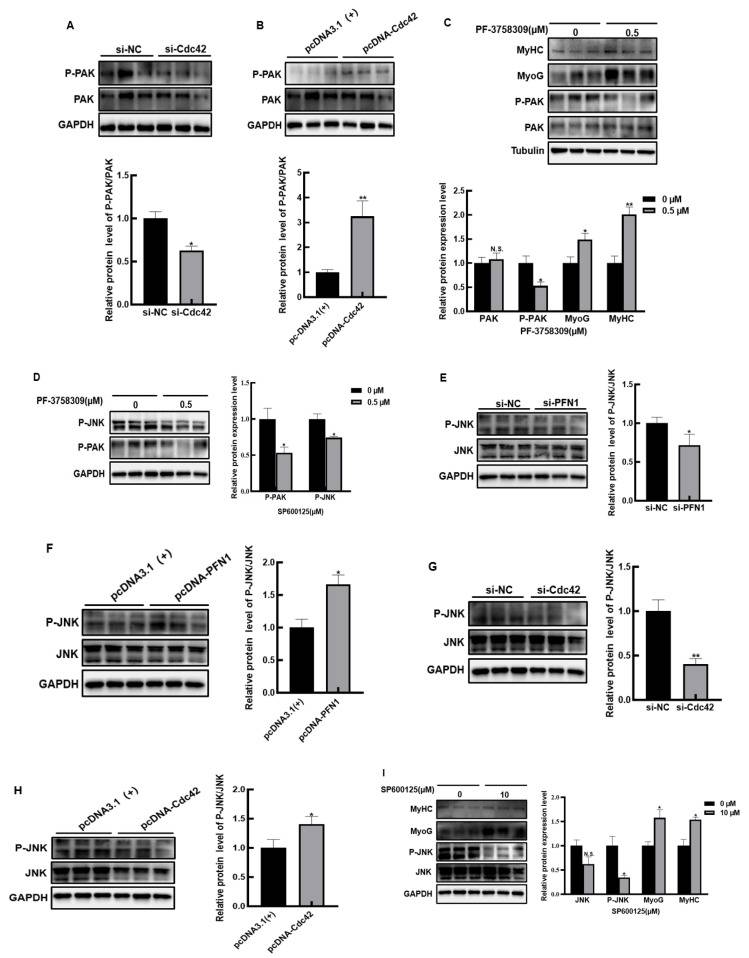 A
si-NC si-Cdc42
P-PAK
PAK
GAPDH
Relative protein level of P-PAK/PAK
1.5
1.0
0.5
0.0
*
si-NC si-Cdc42
B
pcDNA3.1 (+)
pcDNA-Cdc42
P-PAK
PAK
GAPDH
Relative protein level of P-PAK/PAK
5
4
3
2
1
0
**
pc-DNA3.1(+)
pcDNA-Cdc42
C
PF-3758309(μM)
0 0.5
MyHC
MyoG
P-PAK
PAK
Tubulin
Relative protein expression level
2.5
2.0
1.5
1.0
0.5
0.0
N.S.
*
*
**
0 μM
0.5 μM
PAK P-PAK MyoG MyHC
PF-3758309(μM)
D
PF-3758309(μM)
0 0.5
P-JNK
P-PAK
GAPDH
Relative protein expression level
1.5
1.0
0.5
0.0
*
*
0 μM
0.5 μM
P-PAK P-JNK
SP600125(μM)
E
si-NC si-PFN1
P-JNK
JNK
GAPDH
Relative protein level of P-JNK/JNK
1.5
1.0
0.5
0.0
*
si-NC si-PFN1
F
pcDNA3.1 (+)
pcDNA-PFN1
P-JNK
JNK
GAPDH
Relative protein level of P-JNK/JNK
2.0
1.5
1.0
0.5
0.0
*
pcDNA3.1(+)
pcDNA-PFN1
G
si-NC si-Cdc42
P-JNK
JNK
GAPDH
Relative protein level of P-JNK/JNK
1.5
1.0
0.5
0.0
**
si-NC si-Cdc42
H
pcDNA3.1 (+)
pcDNA-Cdc42
P-JNK
JNK
GAPDH
Relative protein level of P-JNK/JNK
2.0
1.5
1.0
0.5
0.0
*
pcDNA3.1(+)
pcDNA-Cdc42
I
SP600125(μM)
0 10
MyHC
MyoG
P-JNK
JNK
GAPDH
Relative protein expression level
2.0
1.5
1.0
0.5
0.0
N.S.
*
*
*
0 μM
10 μM
JNK P-JNK MyoG MyHC
SP600125(μM)